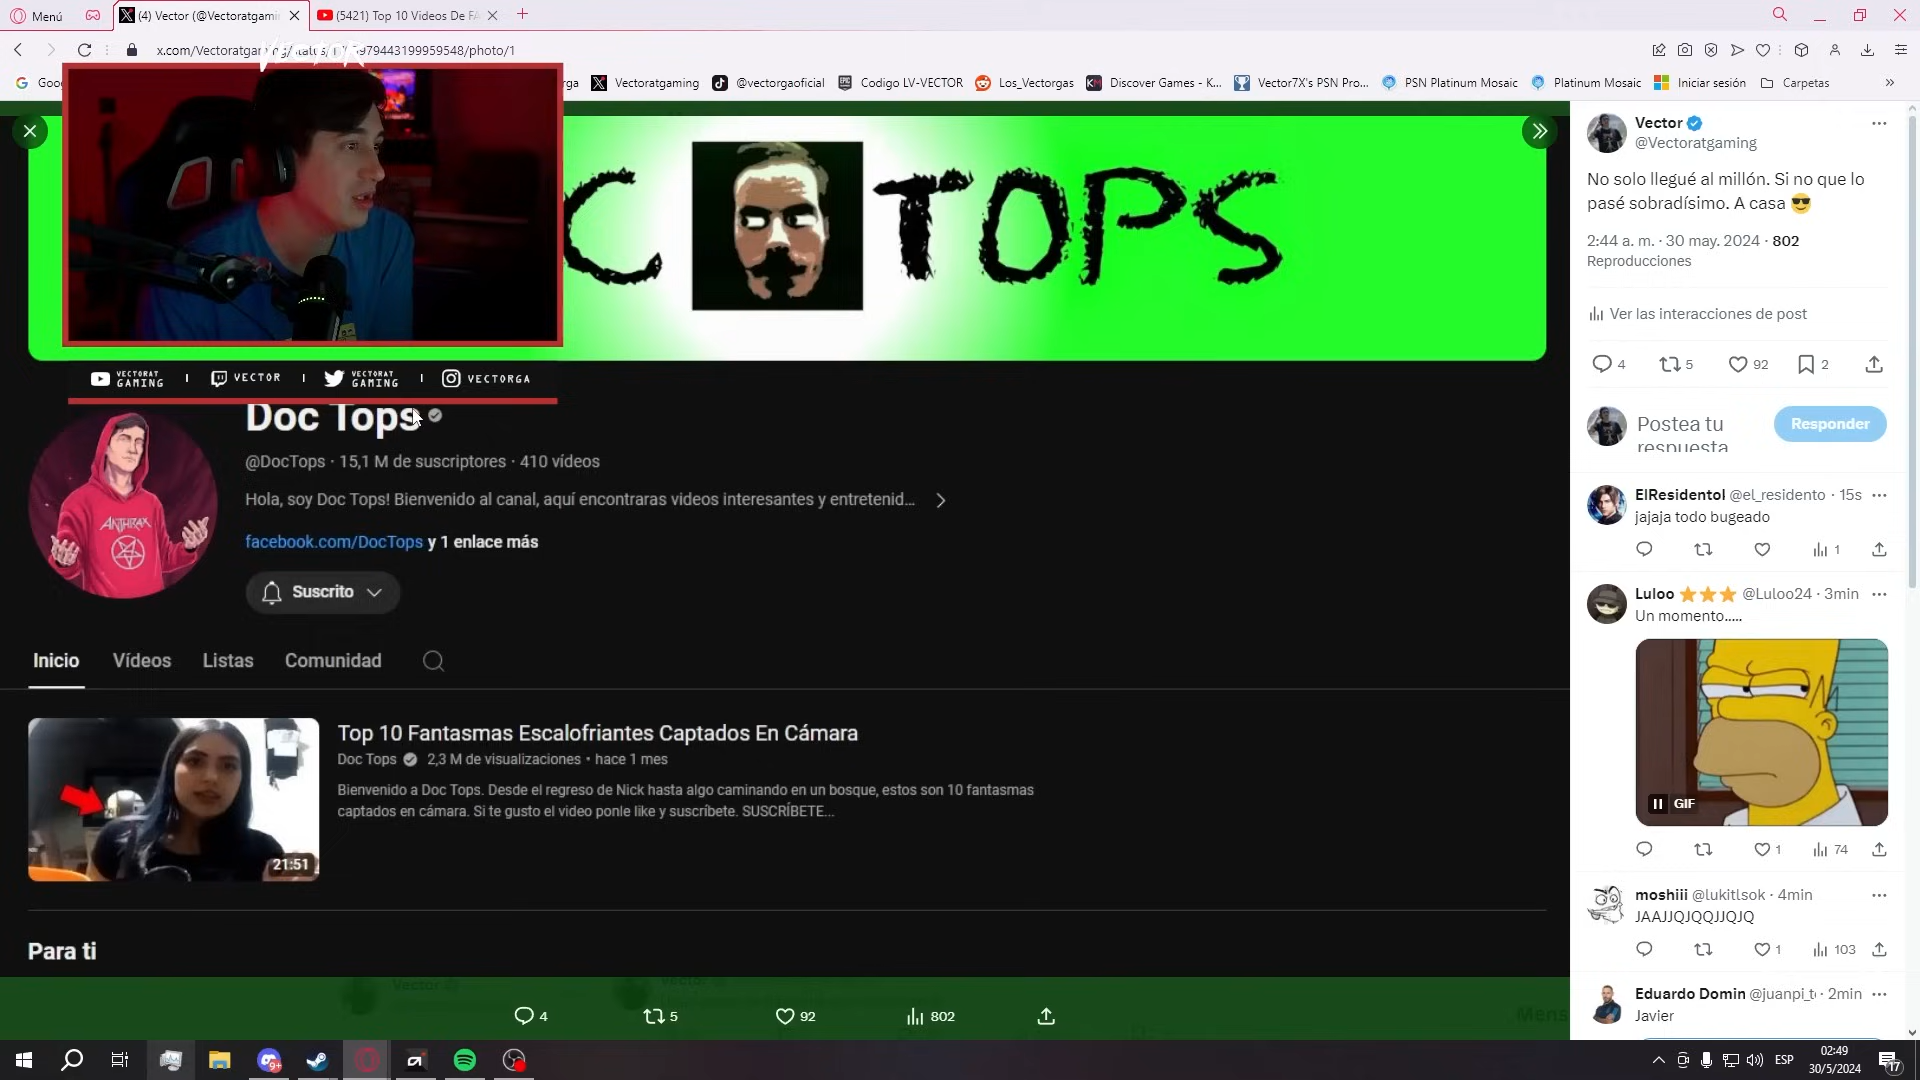 Menú
(4) Vector (@Vectoratgami
(5421) Top 10 Videos De FA
x.com/Vectoratgaming/status/
979443199959548/photo/1
VECTOR
Vectoratgaming
@vectorgaoficial
Codigo LV-VECTOR
Los_Vectorgas
Discover Games - K...
Vector7X's PSN Pro...
PSN Platinum Mosaic
Platinum Mosaic
Iniciar sesión
Carpetas
C TOPS
VECTORAT GAMING
VECTOR
VECTORAT GAMING
VECTORGA
Doc Tops
@DocTops · 15,1 M de suscriptores · 410 vídeos
Hola, soy Doc Tops! Bienvenido al canal, aquí encontraras videos interesantes y entretenid...
facebook.com/DocTops y 1 enlace más
Suscrito
Inicio
Vídeos
Listas
Comunidad
ANTHRAX
Top 10 Fantasmas Escalofriantes Captados En Cámara
Doc Tops 2,3 M de visualizaciones • hace 1 mes
Bienvenido a Doc Tops. Desde el regreso de Nick hasta algo caminando en un bosque, estos son 10 fantasmas
captados en cámara. Si te gusto el video ponle like y suscríbete. SUSCRÍBETE...
21:51
Para ti
4
5
92
802
Vector
@Vectoratgaming
No solo llegué al millón. Si no que lo
pasé sobradísimo. A casa 😎
2:44 a. m. · 30 may. 2024 · 802
Reproducciones
Ver las interacciones de post
4
5
92
2
Postea tu
respuesta
Responder
ElResidentol @el_residento · 15s
jajaja todo bugeado
1
Luloo ⭐⭐⭐ @Luloo24 · 3min
Un momento.....
GIF
1
74
moshiii @lukitlsok · 4min
JAAJJQJQQJJQJQ
1
103
Eduardo Domin @juanpi_t · 2min
Javier
9+
ESP
02:49
30/5/2024
17